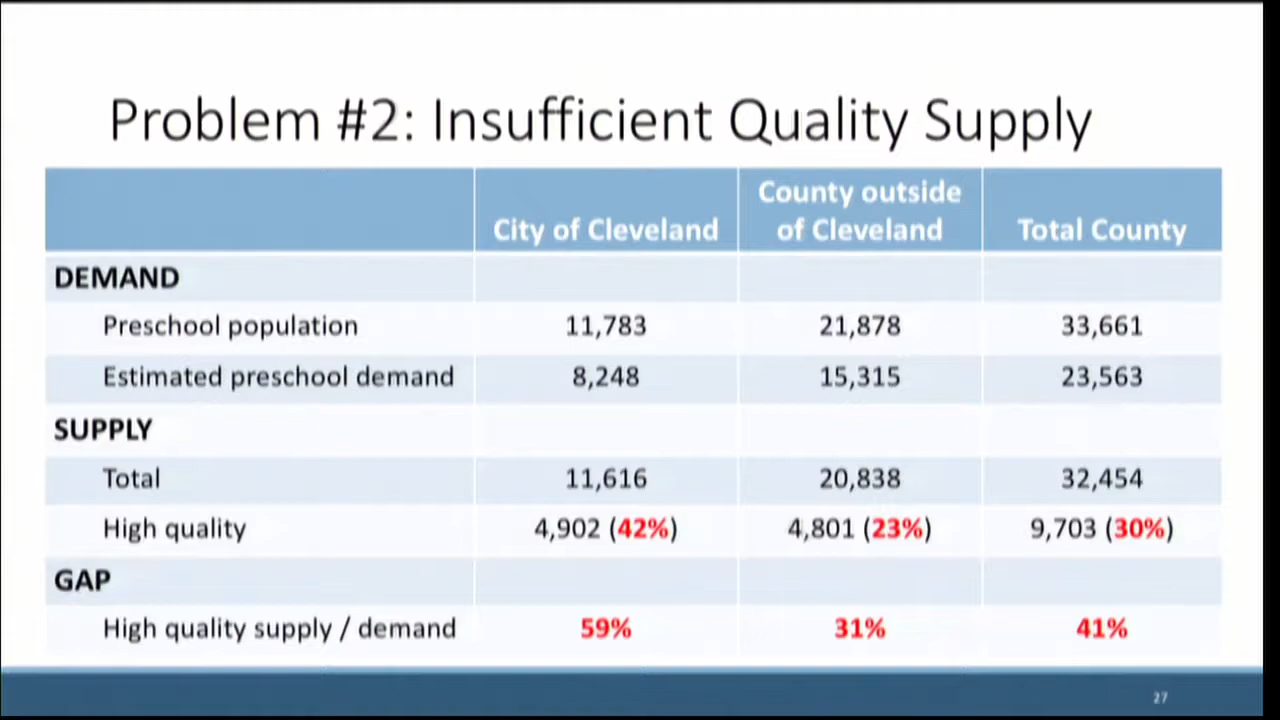 Problem #2: Insufficient Quality Supply
City of Cleveland
County outside of Cleveland
Total County
DEMAND
Preschool population 11,783 21,878 33,661
Estimated preschool demand 8,248 15,315 23,563
SUPPLY
Total 11,616 20,838 32,454
High quality 4,902 (42%) 4,801 (23%) 9,703 (30%)
GAP
High quality supply / demand 59% 31% 41%
27